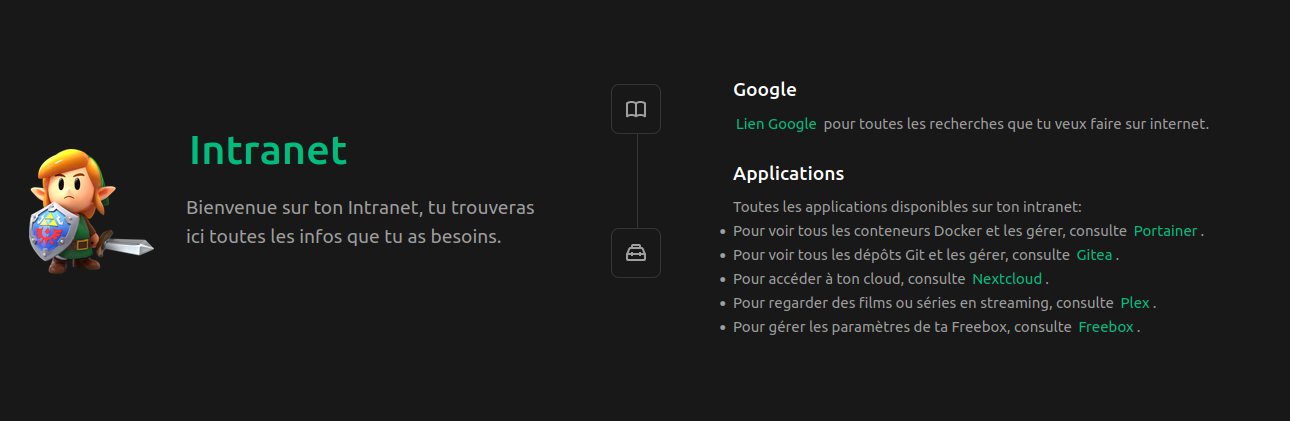 Intranet
Bienvenue sur ton Intranet, tu trouveras
ici toutes les infos que tu as besoins.
Google
Lien Google pour toutes les recherches que tu veux faire sur internet.
Applications
Toutes les applications disponibles sur ton intranet:
• Pour voir tous les conteneurs Docker et les gérer, consulte Portainer .
• Pour voir tous les dépôts Git et les gérer, consulte Gitea .
• Pour accéder à ton cloud, consulte Nextcloud .
• Pour regarder des films ou séries en streaming, consulte Plex .
• Pour gérer les paramètres de ta Freebox, consulte Freebox .